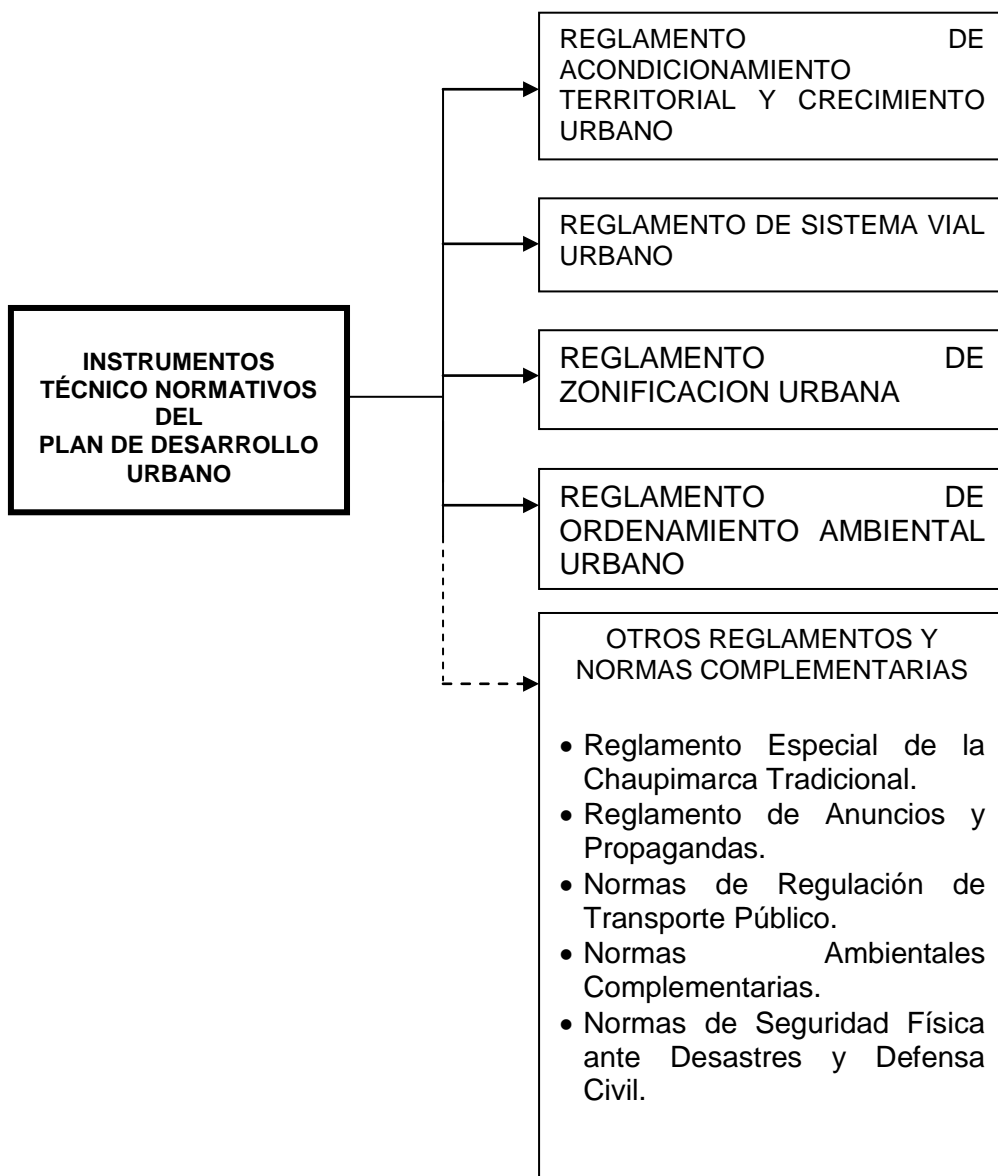 REGLAMENTO DE
ACONDICIONAMIENTO
TERRITORIAL Y CRECIMIENTO
URBANO
REGLAMENTO DE SISTEMA VIAL
URBANO
INSTRUMENTOS
TÉCNICO NORMATIVOS
DEL
PLAN DE DESARROLLO
URBANO
REGLAMENTO DE
ZONIFICACION URBANA
REGLAMENTO DE
ORDENAMIENTO AMBIENTAL
URBANO
OTROS REGLAMENTOS Y
NORMAS COMPLEMENTARIAS
• Reglamento Especial de la
Chaupimarca Tradicional.
• Reglamento de Anuncios y
Propagandas.
• Normas de Regulación de
Transporte Público.
• Normas Ambientales
Complementarias.
• Normas de Seguridad Física
ante Desastres y Defensa
Civil.